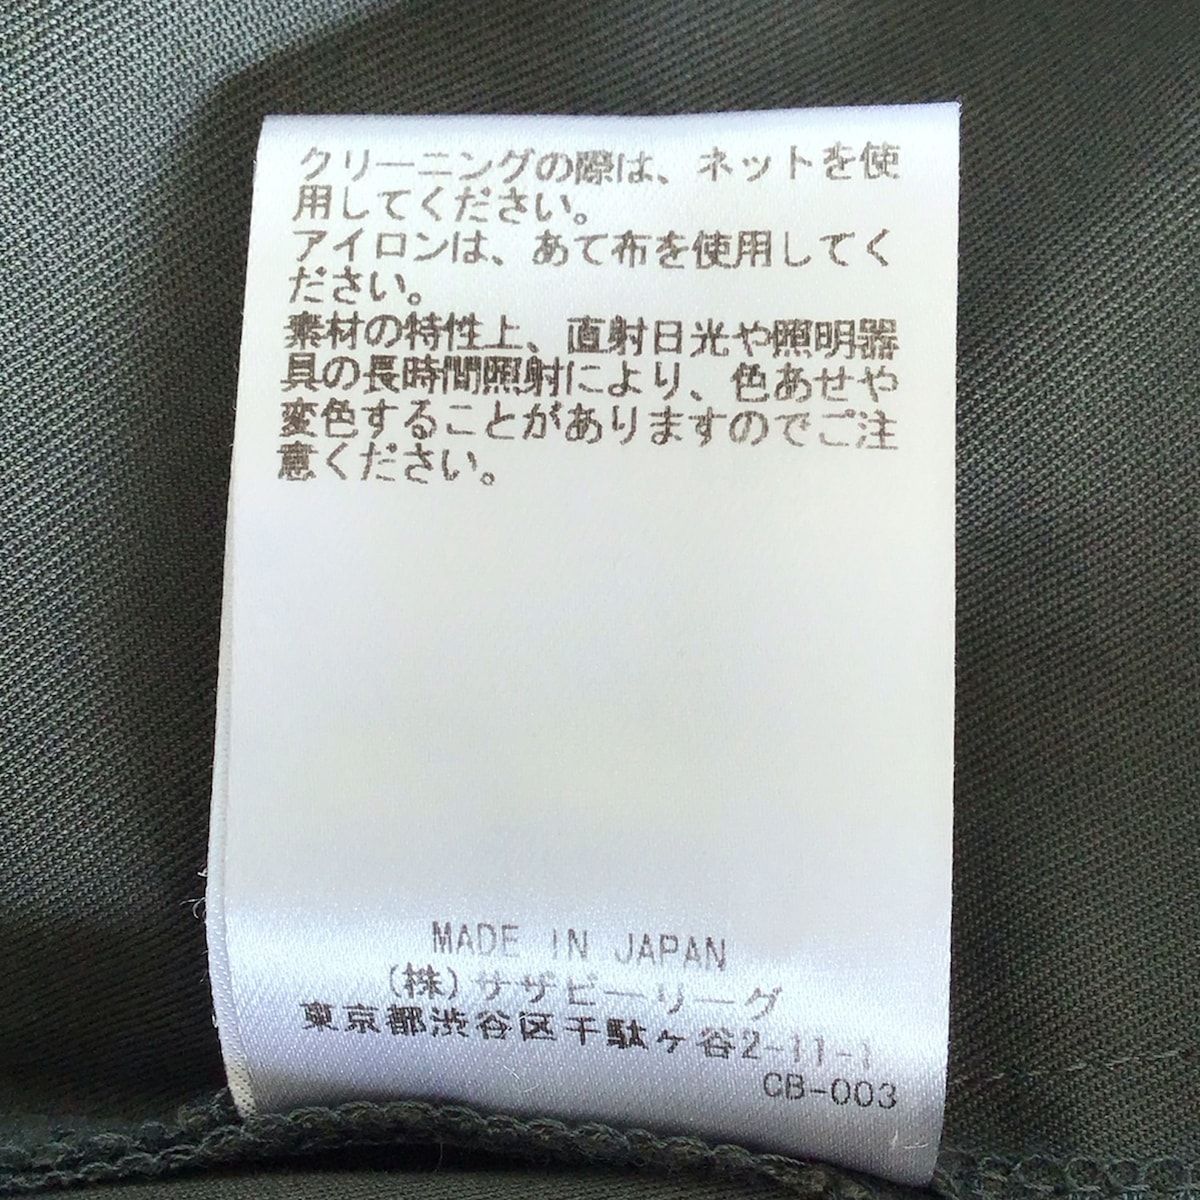 クリーニングの際は、ネットを使
用してください。
アイロンは、あて布を使用してく
ださい。
素材の特性上、直射日光や照明器
具の長時間照射により、色あせや
変色することがありますのでご注
意ください。
MADE IN JAPAN
(株)サザビーリーグ
東京都渋谷区千駄ヶ谷2-11-1
CB-003